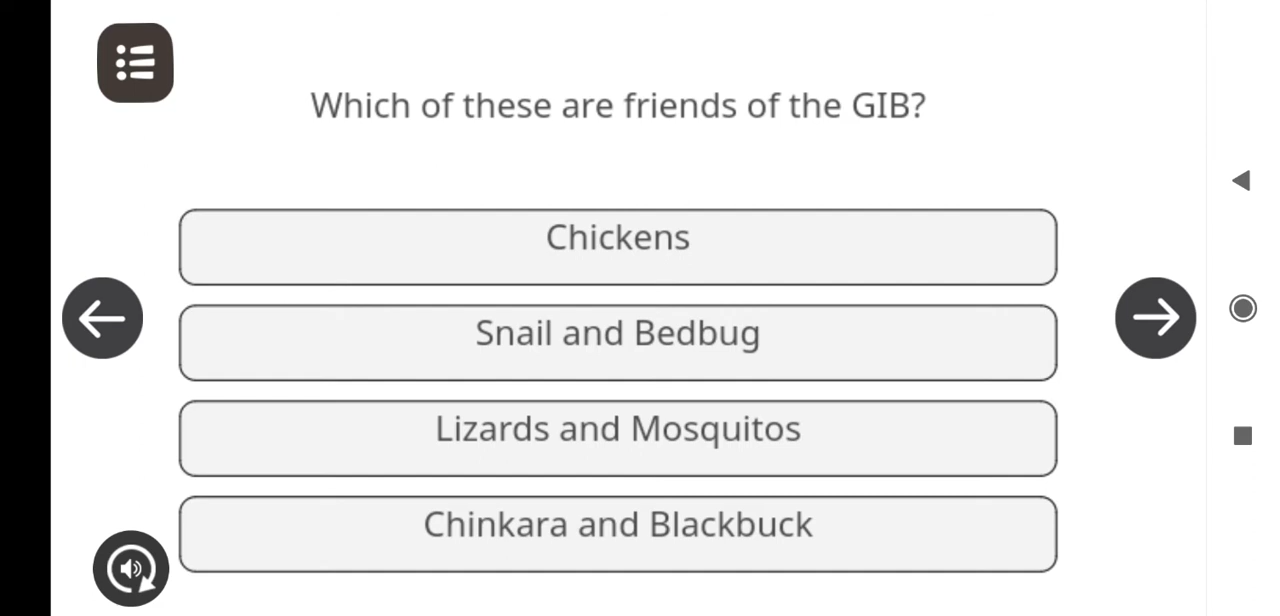 Which of these are friends of the GIB?
Chickens
Snail and Bedbug
Lizards and Mosquitos
Chinkara and Blackbuck